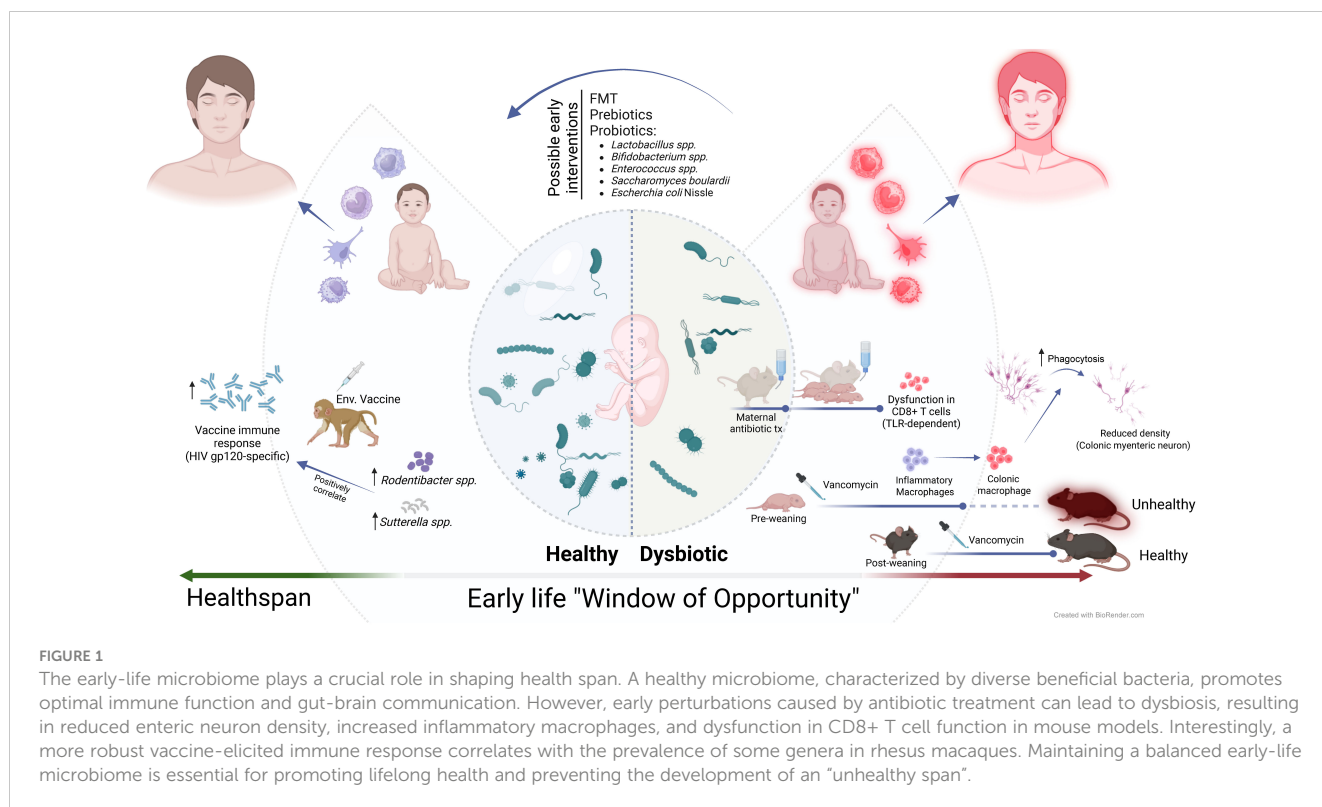 Possible early
interventions
FMT
Prebiotics
Probiotics:
• Lactobacillus spp.
• Bifidobacterium spp.
• Enterococcus spp.
• Saccharomyces boulardii
• Escherchia coli Nissle
Vaccine immune
response
(HIV gp120-specific)
Env. Vaccine
Positively
correlate
Rodentibacter spp.
Sutterella spp.
Maternal
antibiotic tx
Dysfunction in
CD8+ T cells
(TLR-dependent)
Phagocytosis
Reduced density
(Colonic myenteric neuron)
Inflammatory
Macrophages
Colonic
macrophage
Vancomycin
Pre-weaning
Unhealthy
Vancomycin
Post-weaning
Healthy
Healthy
Dysbiotic
Healthspan
Early life "Window of Opportunity"
Created with BioRender.com
FIGURE 1
The early-life microbiome plays a crucial role in shaping health span. A healthy microbiome, characterized by diverse beneficial bacteria, promotes
optimal immune function and gut-brain communication. However, early perturbations caused by antibiotic treatment can lead to dysbiosis, resulting
in reduced enteric neuron density, increased inflammatory macrophages, and dysfunction in CD8+ T cell function in mouse models. Interestingly, a
more robust vaccine-elicited immune response correlates with the prevalence of some genera in rhesus macaques. Maintaining a balanced early-life
microbiome is essential for promoting lifelong health and preventing the development of an “unhealthy span”.